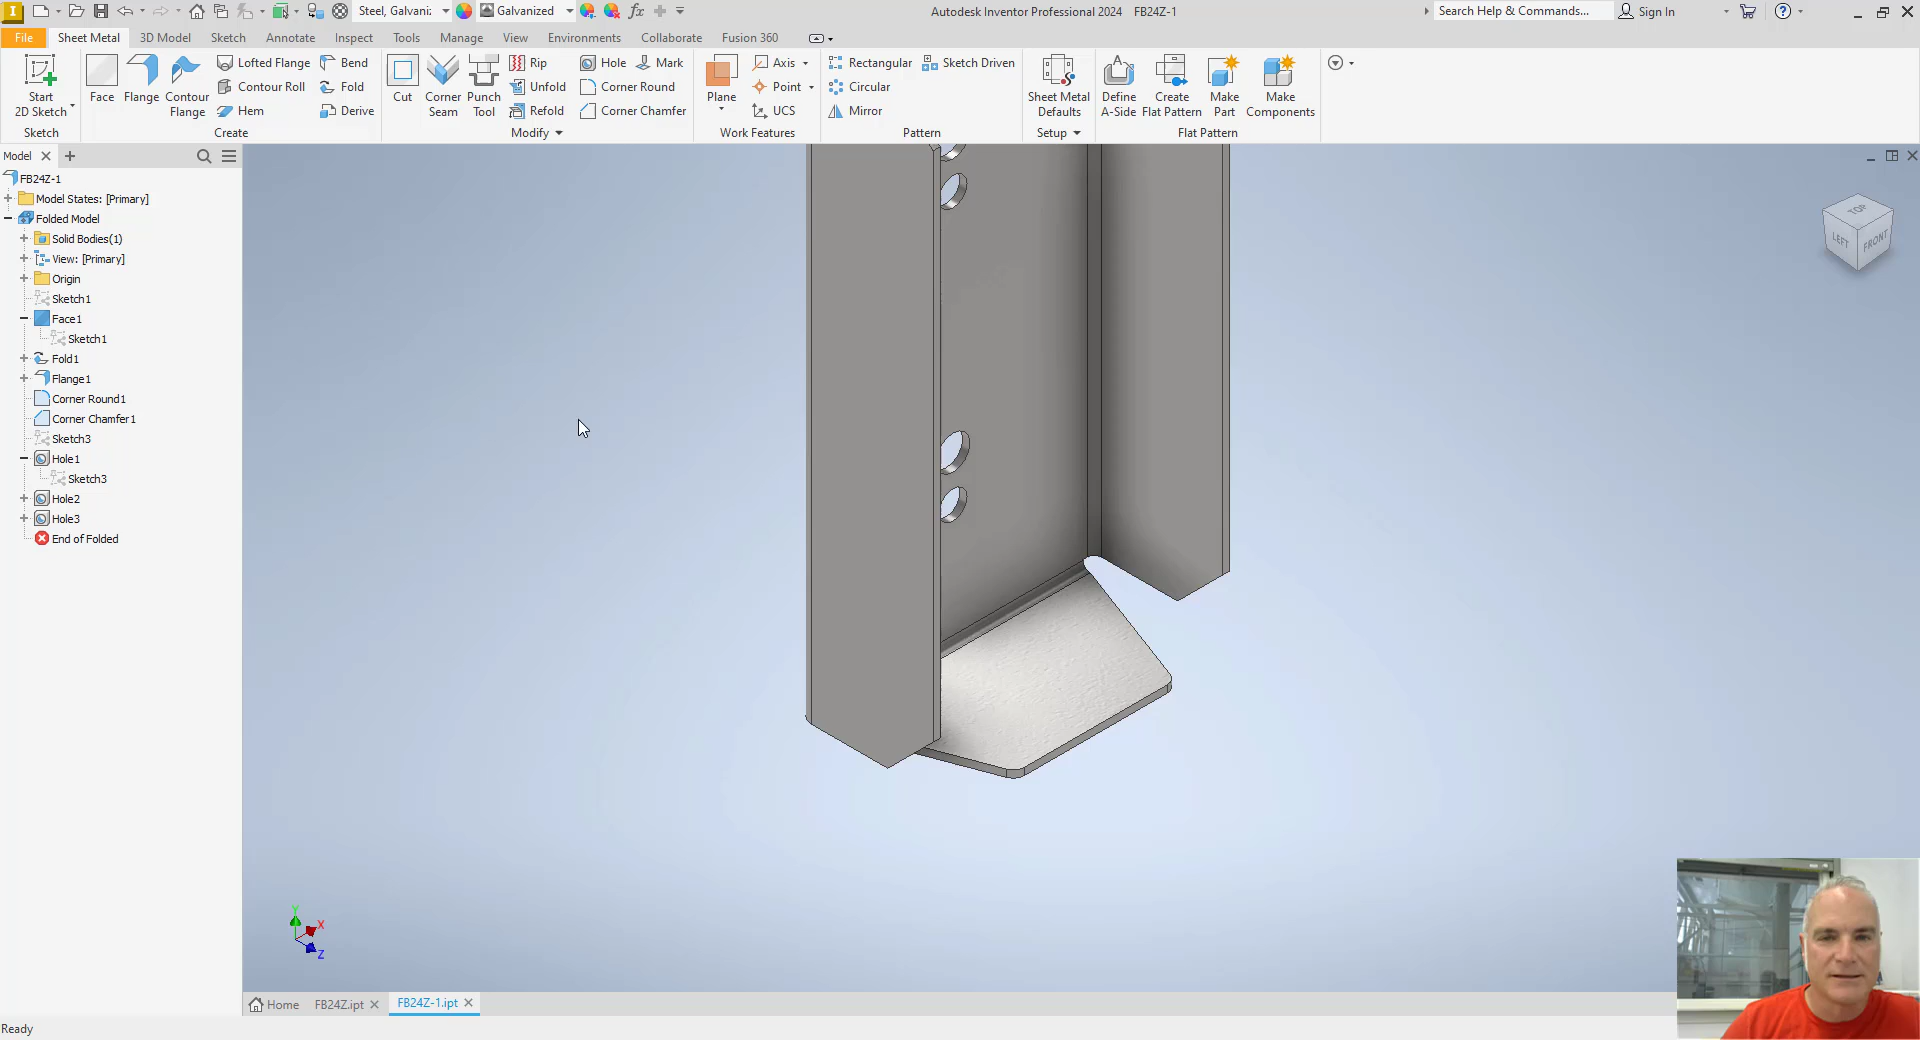 Steel, Galvani:
Galvanized
fx
Autodesk Inventor Professional 2024 FB24Z-1
Search Help & Commands...
Sign In
File
Sheet Metal
3D Model
Sketch
Annotate
Inspect
Tools
Manage
View
Environments
Collaborate
Fusion 360
Start
2D Sketch
Face
Flange
Contour
Flange
Lofted Flange
Contour Roll
Hem
Bend
Fold
Derive
Cut
Corner
Seam
Punch
Tool
Rip
Unfold
Refold
Hole
Mark
Corner Round
Corner Chamfer
Plane
Axis
Point
UCS
Rectangular
Circular
Mirror
Sketch Driven
Sheet Metal
Defaults
Define
A-Side
Create
Flat Pattern
Make
Part
Make
Components
Sketch
Create
Modify
Work Features
Pattern
Setup
Flat Pattern
Model
FB24Z-1
Model States: [Primary]
Folded Model
Solid Bodies(1)
View: [Primary]
Origin
Sketch1
Face1
Sketch1
Fold1
Flange1
Corner Round1
Corner Chamfer1
Sketch3
Hole1
Sketch3
Hole2
Hole3
End of Folded
TOP
LEFT
FRONT
Y
X
Z
Home
FB24Z.ipt
FB24Z-1.ipt
Ready